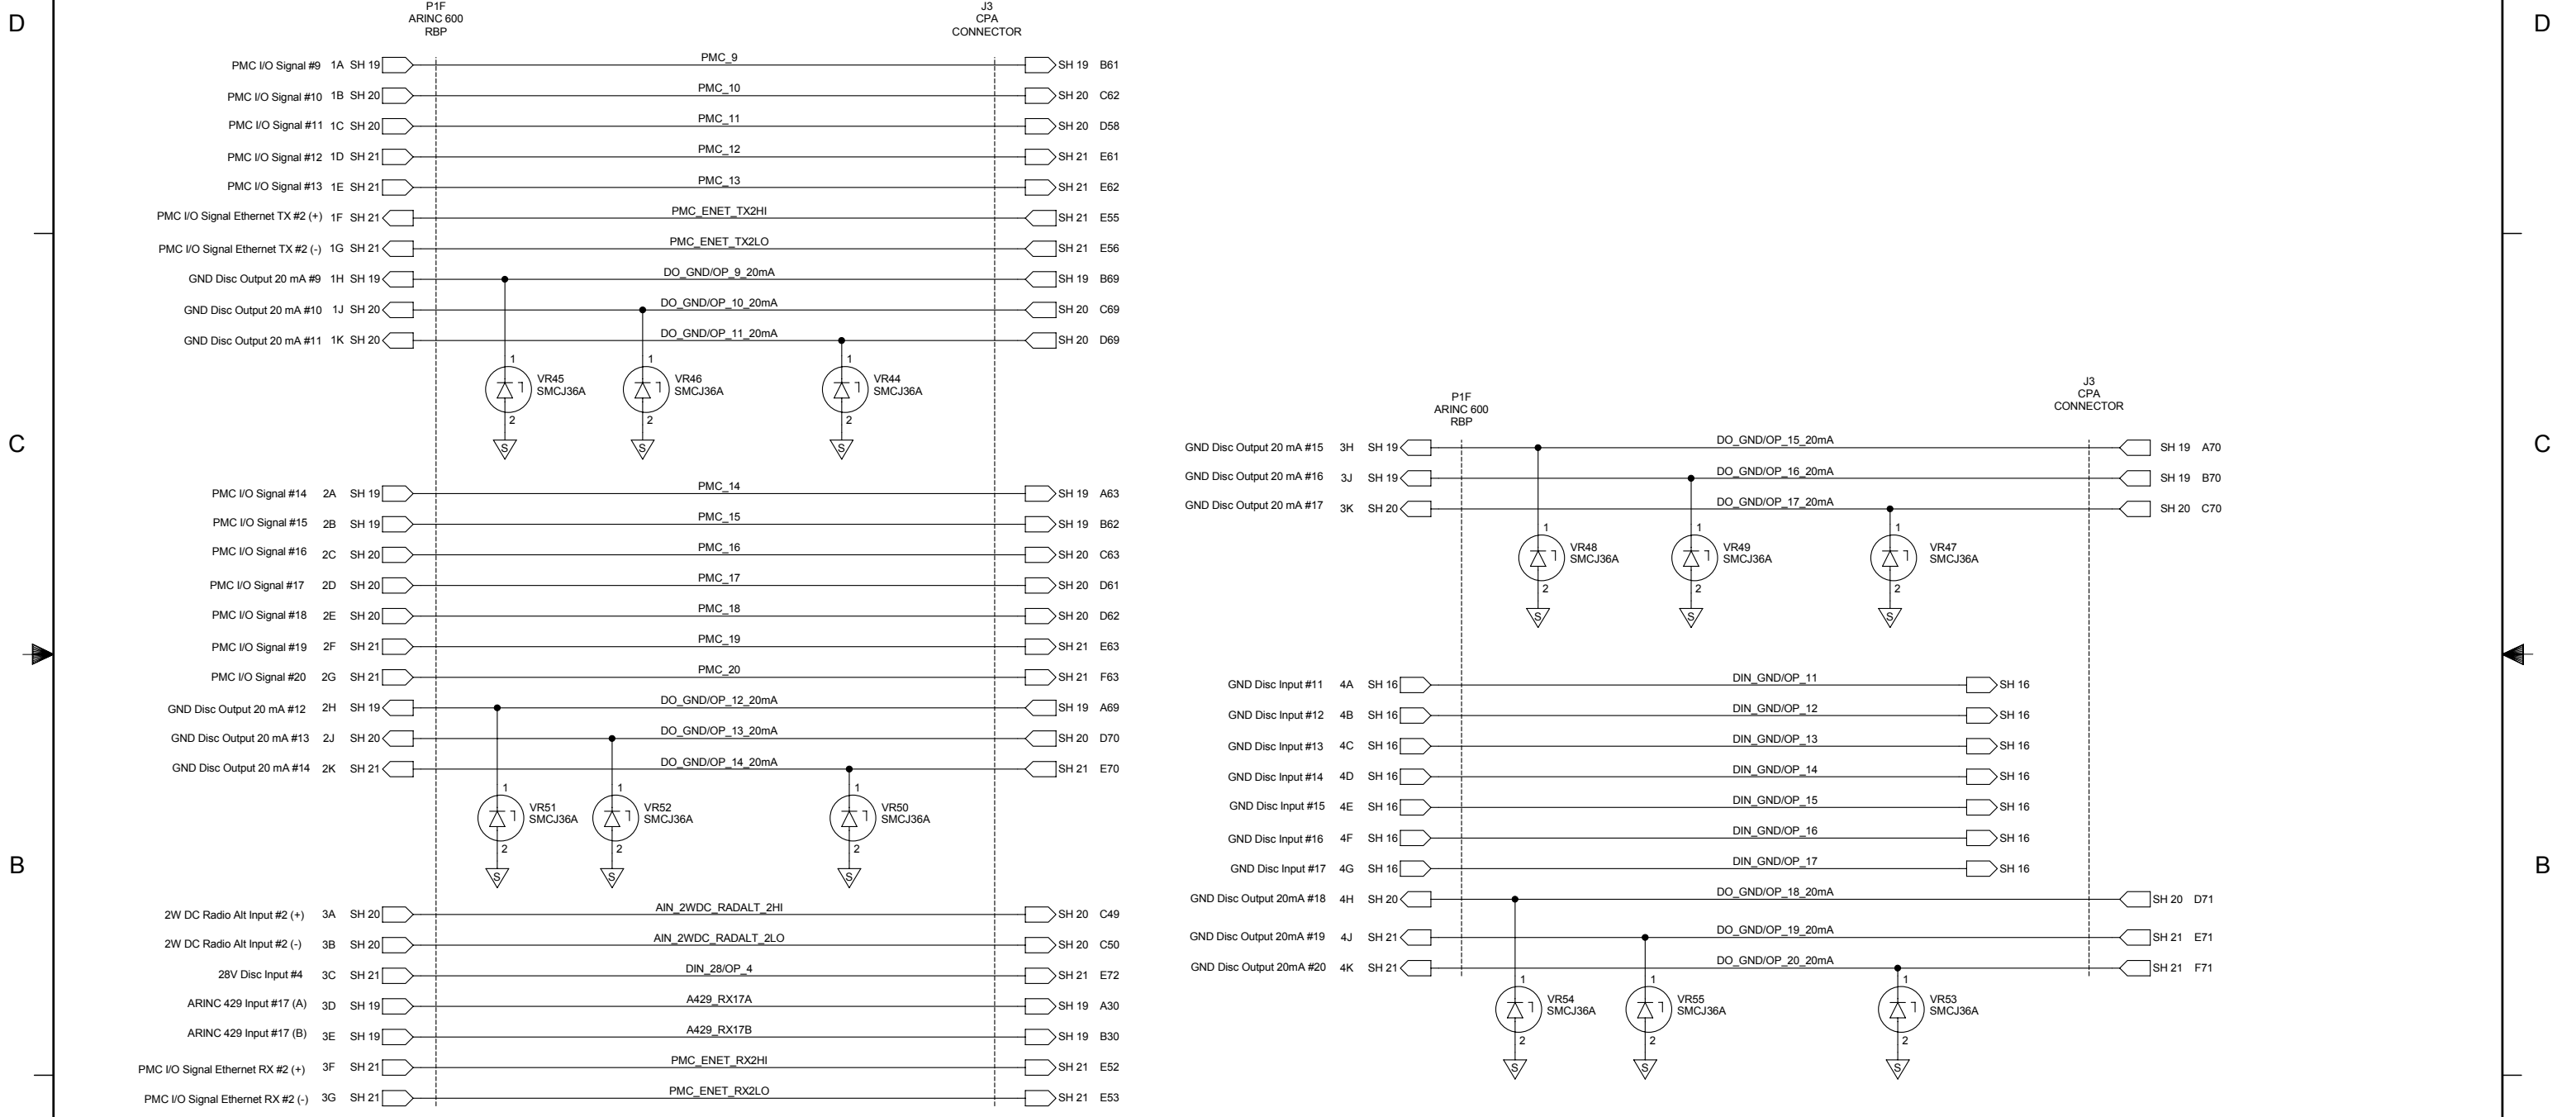 D
D
P1F
ARINC 600
RBP
J3
CPA
CONNECTOR
PMC I/O Signal #9 1A SH 19 PMC_9 SH 19 B61
PMC I/O Signal #10 1B SH 20 PMC_10 SH 20 C62
PMC I/O Signal #11 1C SH 20 PMC_11 SH 20 D58
PMC I/O Signal #12 1D SH 21 PMC_12 SH 21 E61
PMC I/O Signal #13 1E SH 21 PMC_13 SH 21 E62
PMC I/O Signal Ethernet TX #2 (+) 1F SH 21 PMC_ENET_TX2HI SH 21 E55
PMC I/O Signal Ethernet TX #2 (-) 1G SH 21 PMC_ENET_TX2LO SH 21 E56
GND Disc Output 20 mA #9 1H SH 19 DO_GND/OP_9_20mA SH 19 B69
GND Disc Output 20 mA #10 1J SH 20 DO_GND/OP_10_20mA SH 20 C69
GND Disc Output 20 mA #11 1K SH 20 DO_GND/OP_11_20mA SH 20 D69
1 1 1
VR45 VR46 VR44
SMCJ36A SMCJ36A SMCJ36A
2 2 2
S S S
C
C
PMC I/O Signal #14 2A SH 19 PMC_14 SH 19 A63
PMC I/O Signal #15 2B SH 19 PMC_15 SH 19 B62
PMC I/O Signal #16 2C SH 20 PMC_16 SH 20 C63
PMC I/O Signal #17 2D SH 20 PMC_17 SH 20 D61
PMC I/O Signal #18 2E SH 20 PMC_18 SH 20 D62
PMC I/O Signal #19 2F SH 21 PMC_19 SH 21 E63
PMC I/O Signal #20 2G SH 21 PMC_20 SH 21 F63
GND Disc Output 20 mA #12 2H SH 19 DO_GND/OP_12_20mA SH 19 A69
GND Disc Output 20 mA #13 2J SH 20 DO_GND/OP_13_20mA SH 20 D70
GND Disc Output 20 mA #14 2K SH 21 DO_GND/OP_14_20mA SH 21 E70
1 1 1
VR51 VR52 VR50
SMCJ36A SMCJ36A SMCJ36A
2 2 2
S S S
B
B
2W DC Radio Alt Input #2 (+) 3A SH 20 AIN_2WDC_RADALT_2HI SH 20 C49
2W DC Radio Alt Input #2 (-) 3B SH 20 AIN_2WDC_RADALT_2LO SH 20 C50
28V Disc Input #4 3C SH 21 DIN_28/OP_4 SH 21 E72
ARINC 429 Input #17 (A) 3D SH 19 A429_RX17A SH 19 A30
ARINC 429 Input #17 (B) 3E SH 19 A429_RX17B SH 19 B30
PMC I/O Signal Ethernet RX #2 (+) 3F SH 21 PMC_ENET_RX2HI SH 21 E52
PMC I/O Signal Ethernet RX #2 (-) 3G SH 21 PMC_ENET_RX2LO SH 21 E53
P1F
ARINC 600
RBP
J3
CPA
CONNECTOR
GND Disc Output 20 mA #15 3H SH 19 DO_GND/OP_15_20mA SH 19 A70
GND Disc Output 20 mA #16 3J SH 19 DO_GND/OP_16_20mA SH 19 B70
GND Disc Output 20 mA #17 3K SH 20 DO_GND/OP_17_20mA SH 20 C70
1 1 1
VR48 VR49 VR47
SMCJ36A SMCJ36A SMCJ36A
2 2 2
S S S
GND Disc Input #11 4A SH 16 DIN_GND/OP_11 SH 16
GND Disc Input #12 4B SH 16 DIN_GND/OP_12 SH 16
GND Disc Input #13 4C SH 16 DIN_GND/OP_13 SH 16
GND Disc Input #14 4D SH 16 DIN_GND/OP_14 SH 16
GND Disc Input #15 4E SH 16 DIN_GND/OP_15 SH 16
GND Disc Input #16 4F SH 16 DIN_GND/OP_16 SH 16
GND Disc Input #17 4G SH 16 DIN_GND/OP_17 SH 16
GND Disc Output 20mA #18 4H SH 20 DO_GND/OP_18_20mA SH 20 D71
GND Disc Output 20mA #19 4J SH 21 DO_GND/OP_19_20mA SH 21 E71
GND Disc Output 20mA #20 4K SH 21 DO_GND/OP_20_20mA SH 21 F71
1 1 1
VR54 VR55 VR53
SMCJ36A SMCJ36A SMCJ36A
2 2 2
S S S